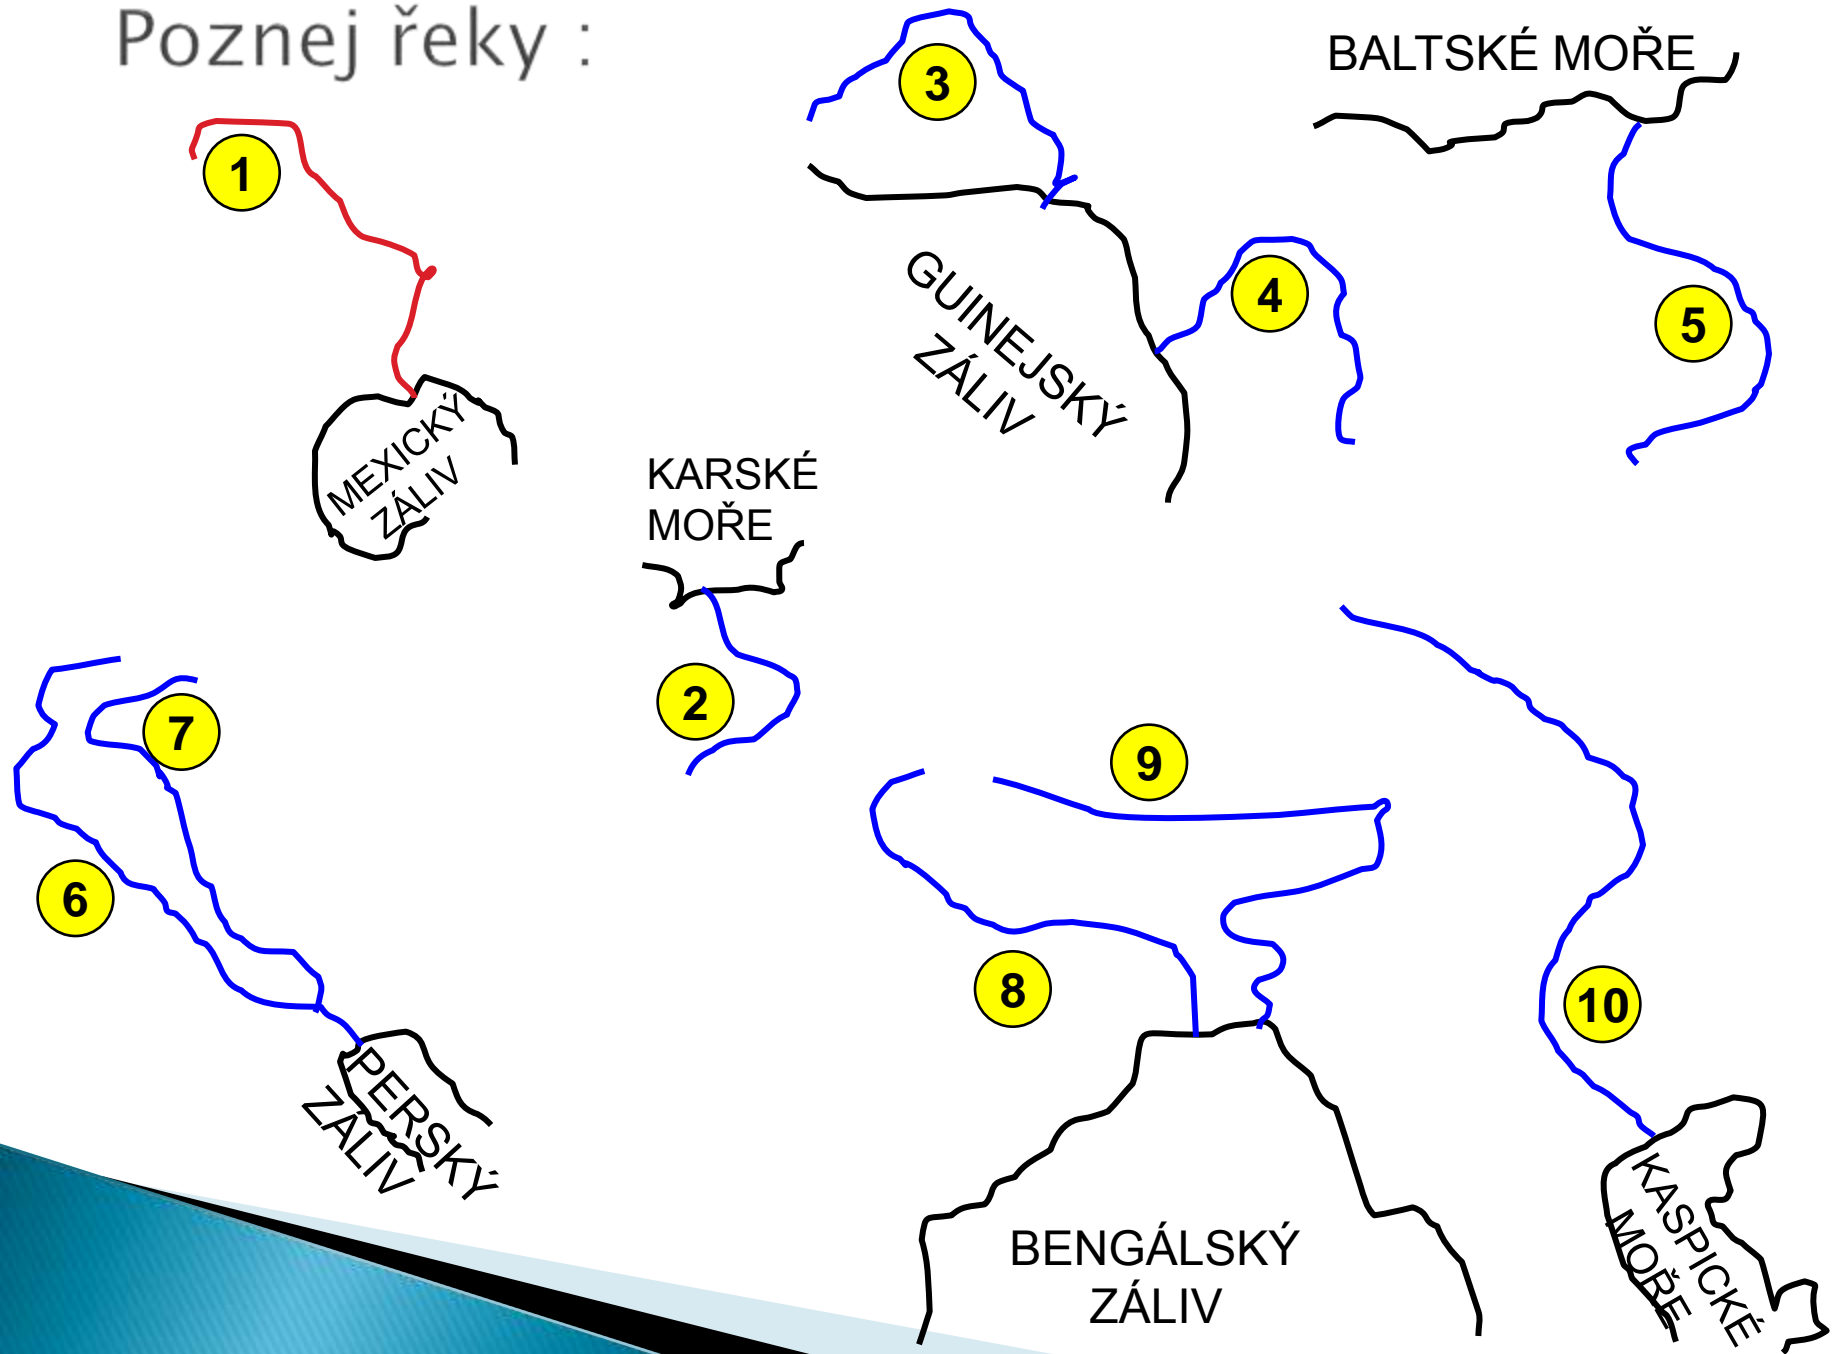 Poznej řeky :
BALTSKÉ MOŘE
3
1
GUINEJSKÝ
ZÁLIV
4
5
MEXICKÝ
ZÁLIV
KARSKÉ
MOŘE
2
7
9
6
8
10
PERSKÝ
ZÁLIV
KASPICKÉ
MOŘE
BENGÁLSKÝ
ZÁLIV